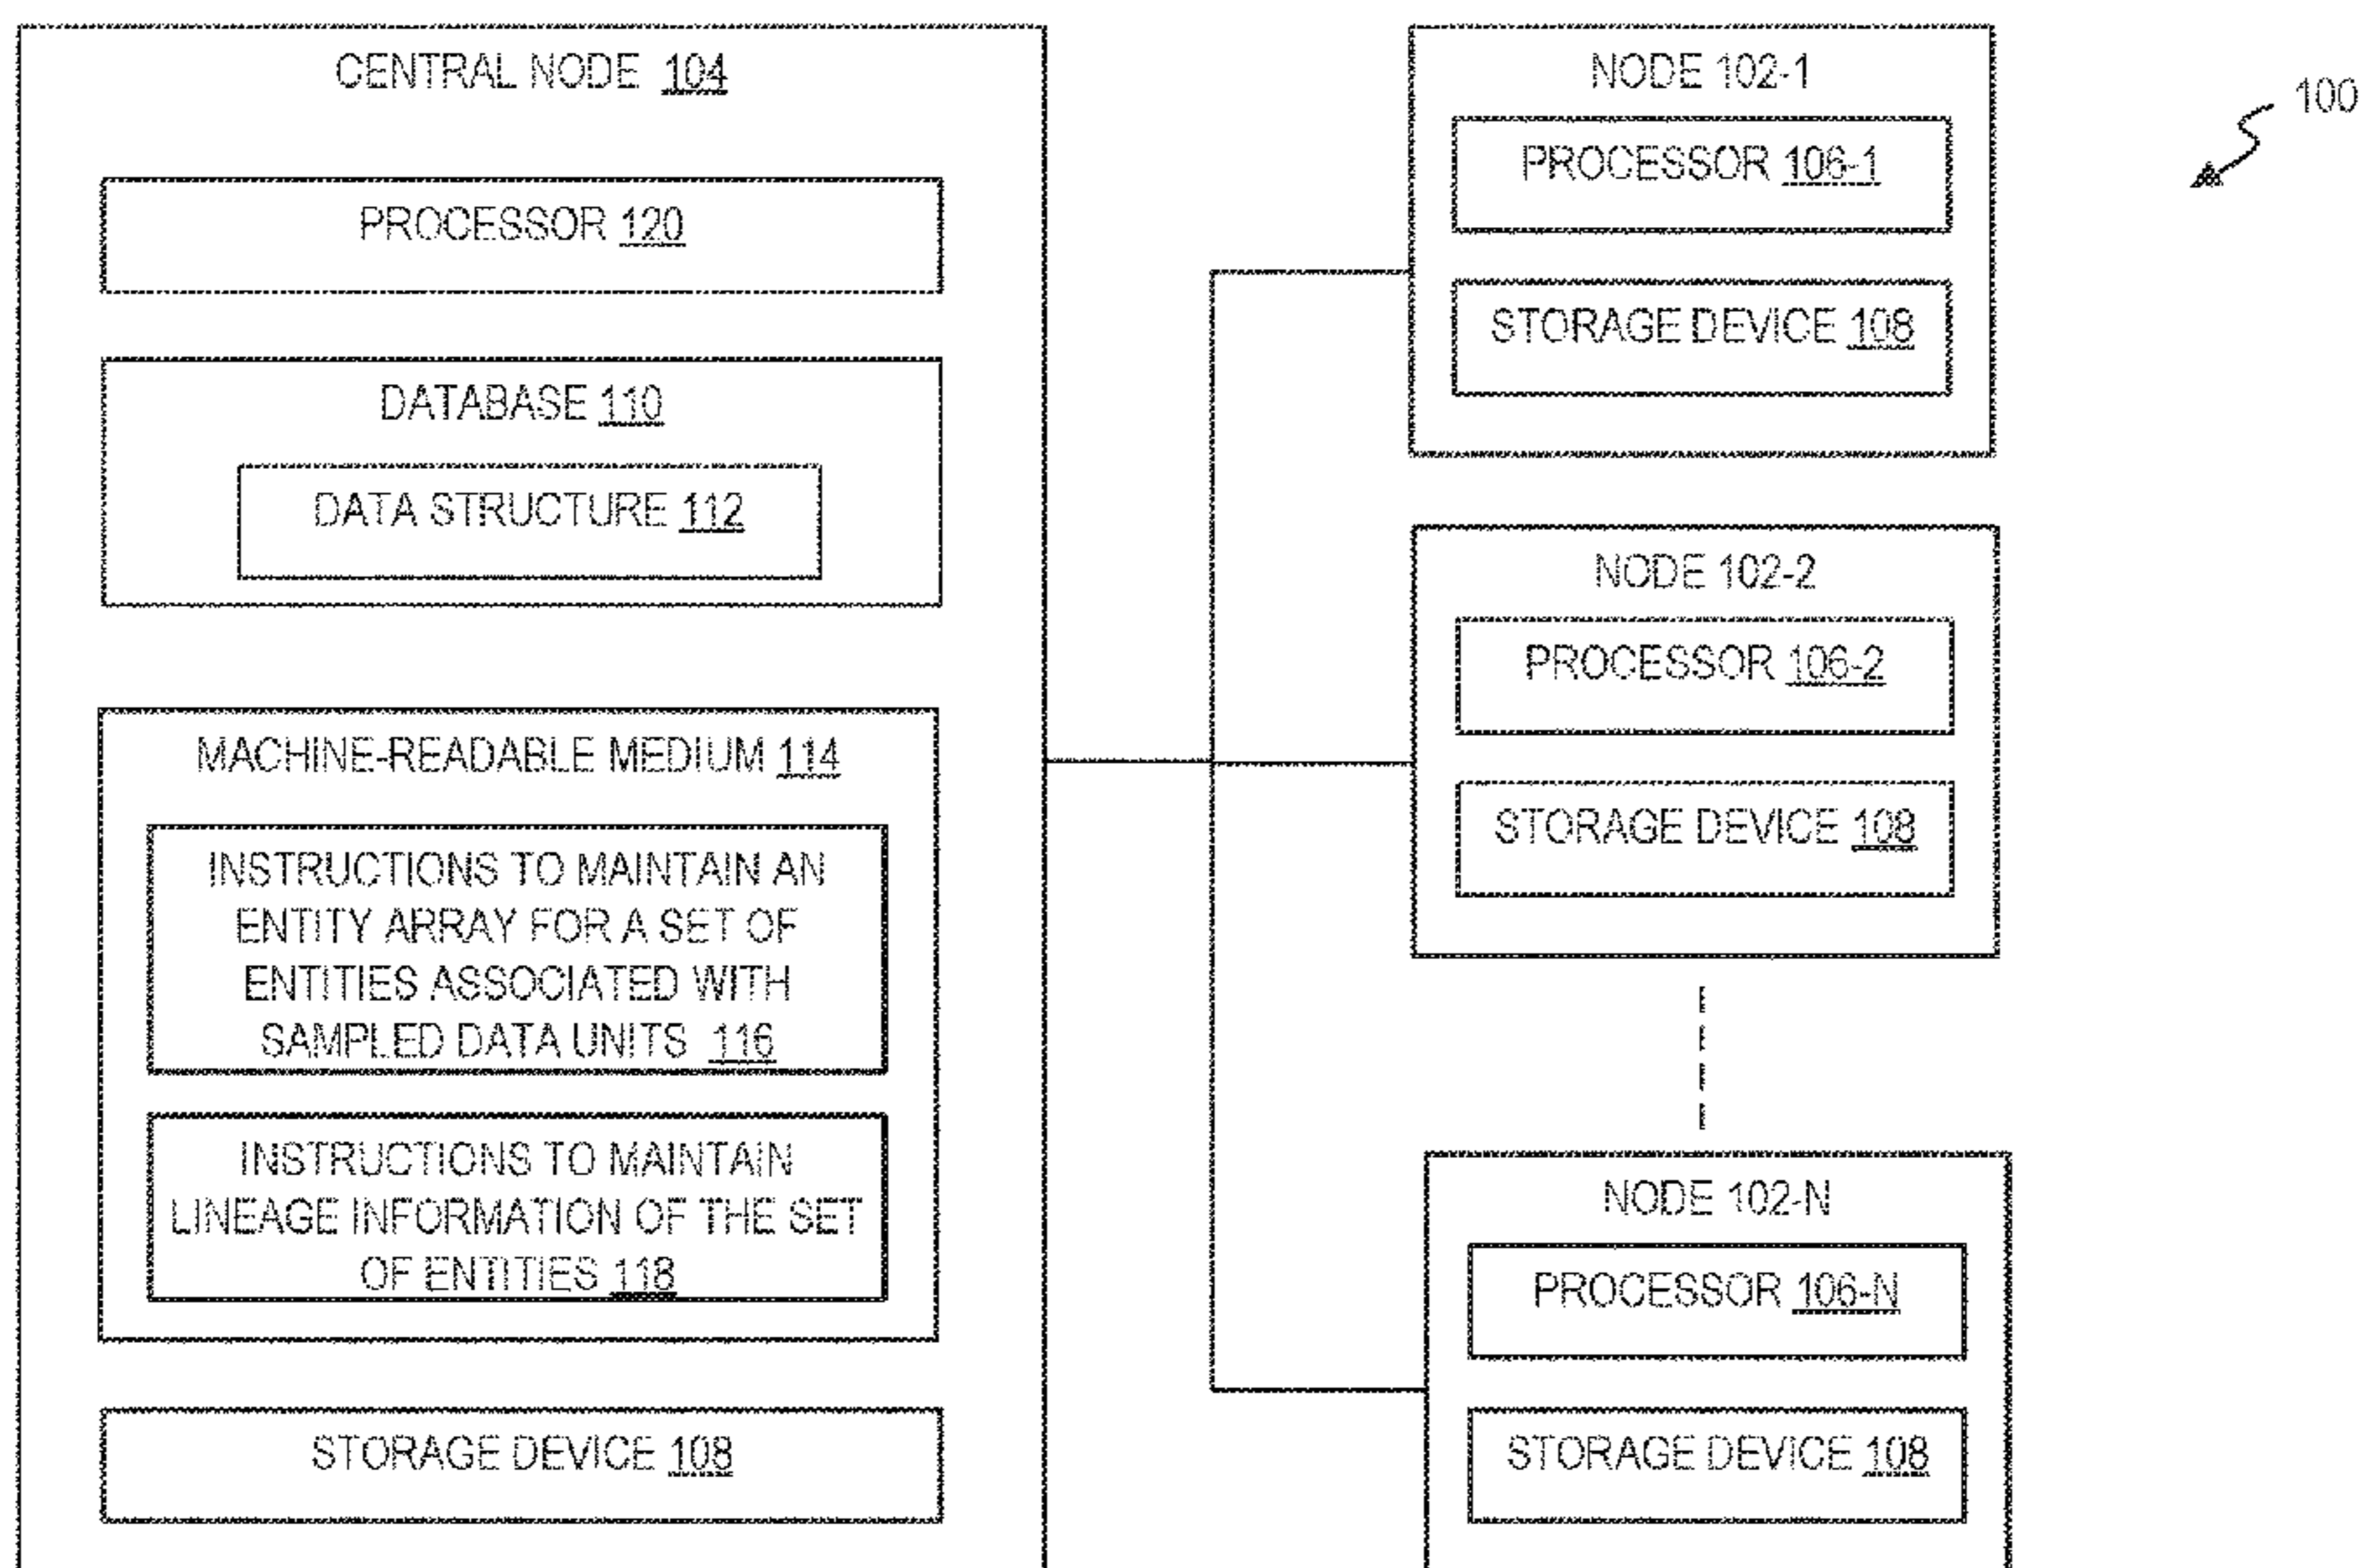 CENTRAL NODE 104
PROCESSOR 120
DATABASE 110
DATA STRUCTURE 112
MACHINE-READABLE MEDIUM 114
INSTRUCTIONS TO MAINTAIN AN
ENTITY ARRAY FOR A SET OF
ENTITIES ASSOCIATED WITH
SAMPLED DATA UNITS 116
INSTRUCTIONS TO MAINTAIN
LINEAGE INFORMATION OF THE SET
OF ENTITIES 118
STORAGE DEVICE 108
NODE 102-1
PROCESSOR 106-1
STORAGE DEVICE 108
NODE 102-2
PROCESSOR 106-2
STORAGE DEVICE 108
NODE 102-N
PROCESSOR 106-N
STORAGE DEVICE 108
100